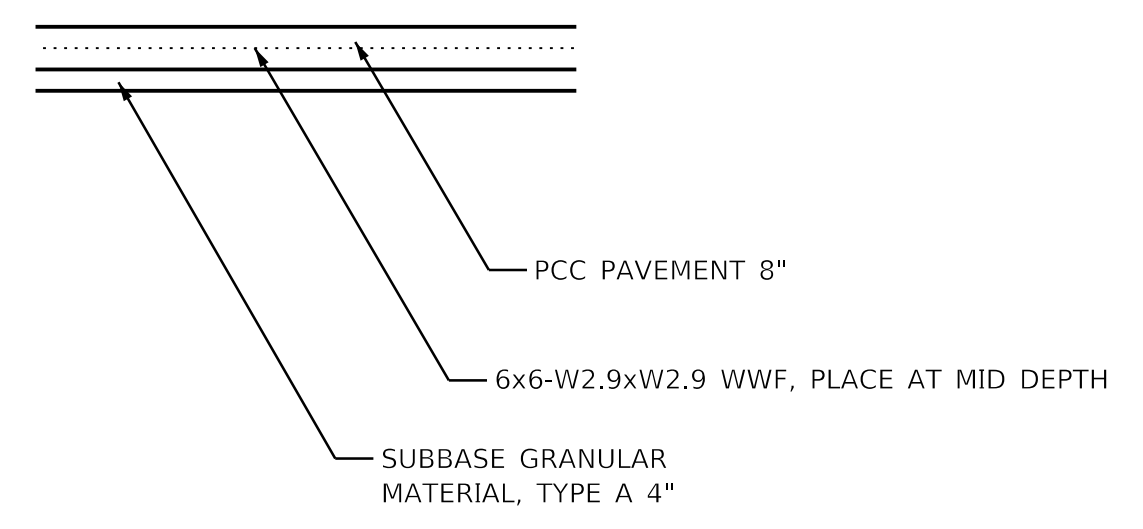 PCC PAVEMENT 8"
6x6-W2.9xW2.9 WWF, PLACE AT MID DEPTH
SUBBASE GRANULAR
MATERIAL, TYPE A 4"